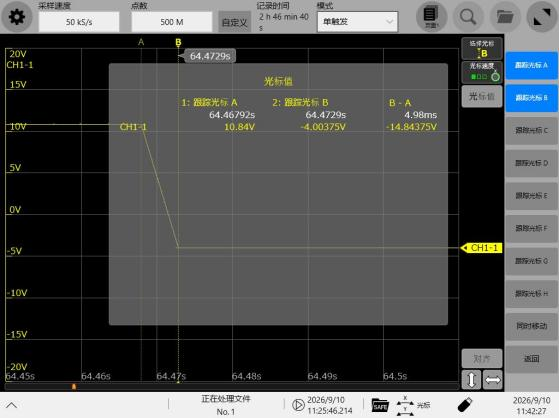 采样速度
50 kS/s
点数
500 M
自定义
记录时间
2 h 46 min 40
s
模式
单触发
A
B
64.4729s
20V
CH1-1
15V
10V
5V
0V
-5V
-10V
-15V
-20V
光标值
1: 跟踪光标 A
2: 跟踪光标 B
B - A
64.46792s
64.4729s
4.98ms
CH1-1
10.84V
-4.00375V
-14.84375V
CH1-1
64.45s
64.46s
64.47s
64.48s
64.49s
64.5s
选择光标
B
光标速度
光标值
对齐
跟踪光标 A
跟踪光标 B
跟踪光标 C
跟踪光标 D
跟踪光标 E
跟踪光标 F
跟踪光标 G
跟踪光标 H
同时移动
返回
正在处理文件
No. 1
2026/9/10
11:25:46.214
SAFE
X
Y
光标
2026/9/10
11:42:27